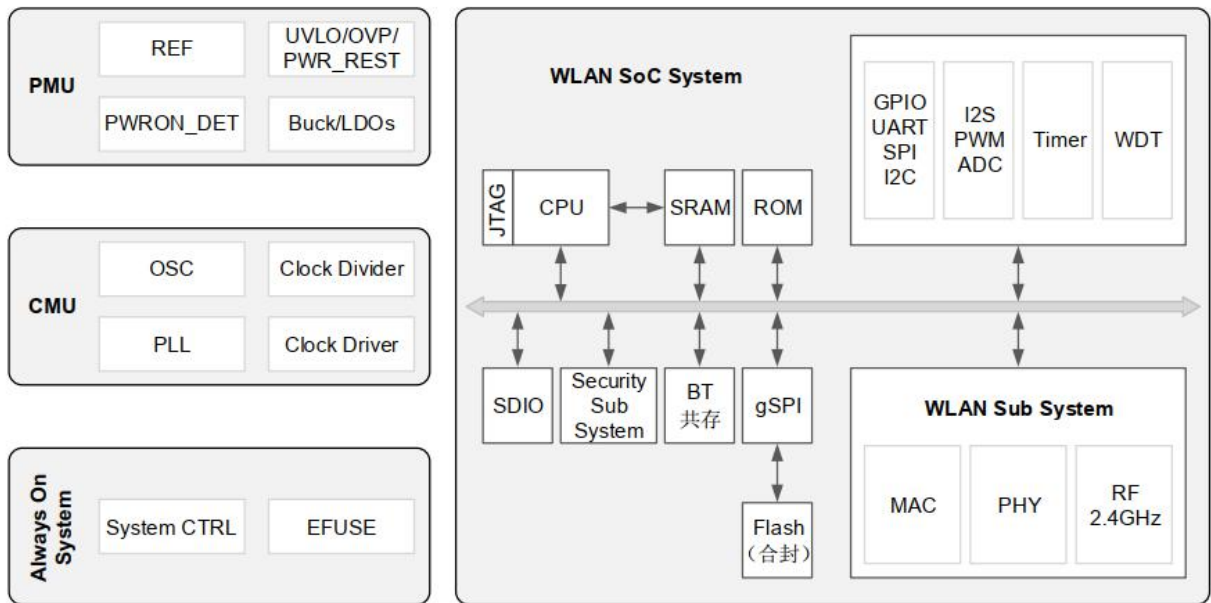 PMU
REF
UVLO/OVP/
PWR_REST
PWRON_DET
Buck/LDOs
CMU
OSC
Clock Divider
PLL
Clock Driver
Always On
System
System CTRL
EFUSE
WLAN SoC System
GPIO
UART
SPI
I2C
I2S
PWM
ADC
Timer
WDT
JTAG
CPU
SRAM
ROM
SDIO
Security
Sub
System
BT
共存
gSPI
Flash
（合封）
WLAN Sub System
MAC
PHY
RF
2.4GHz